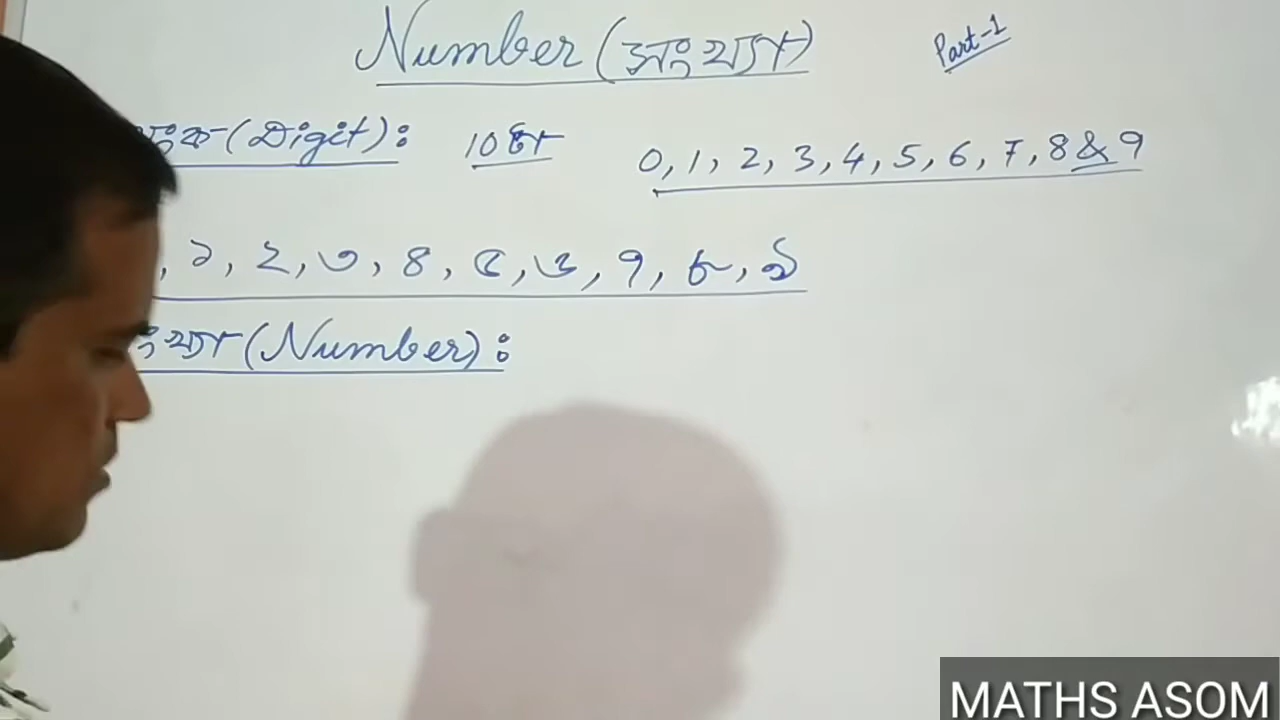 Number (সংখ্যা) Part-1
অংক (Digit): 10 টা 0, 1, 2, 3, 4, 5, 6, 7, 8 & 9
, ১, ২, ৩, ৪, ৫, ৬, ৭, ৮, ৯
ংখ্যা (Number):
MATHS ASOM